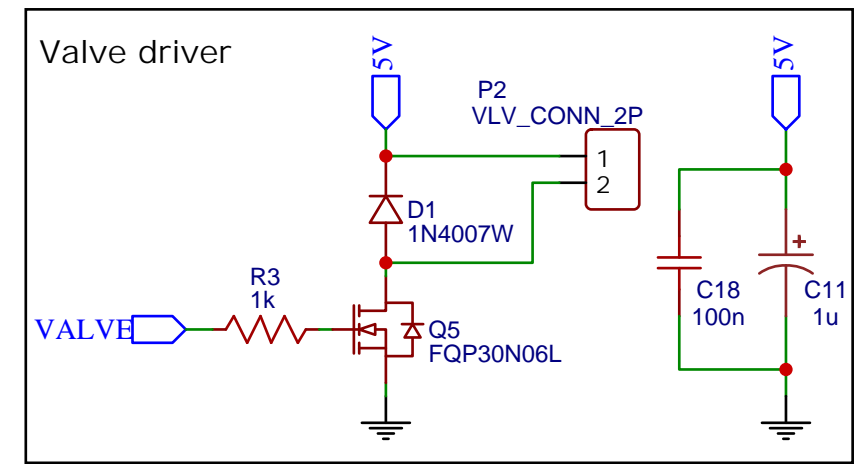 Valve driver
5V
5V
P2
VLV_CONN_2P
1
2
D1
1N4007W
R3
1k
VALVE
Q5
FQP30N06L
+
C18
100n
C11
1u